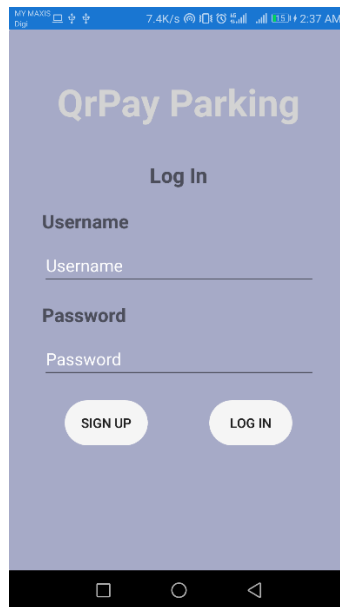 MY MAXIS
Digi
7.4K/s 15 2:37 AM
QrPay Parking
Log In
Username
Username
Password
Password
SIGN UP LOG IN